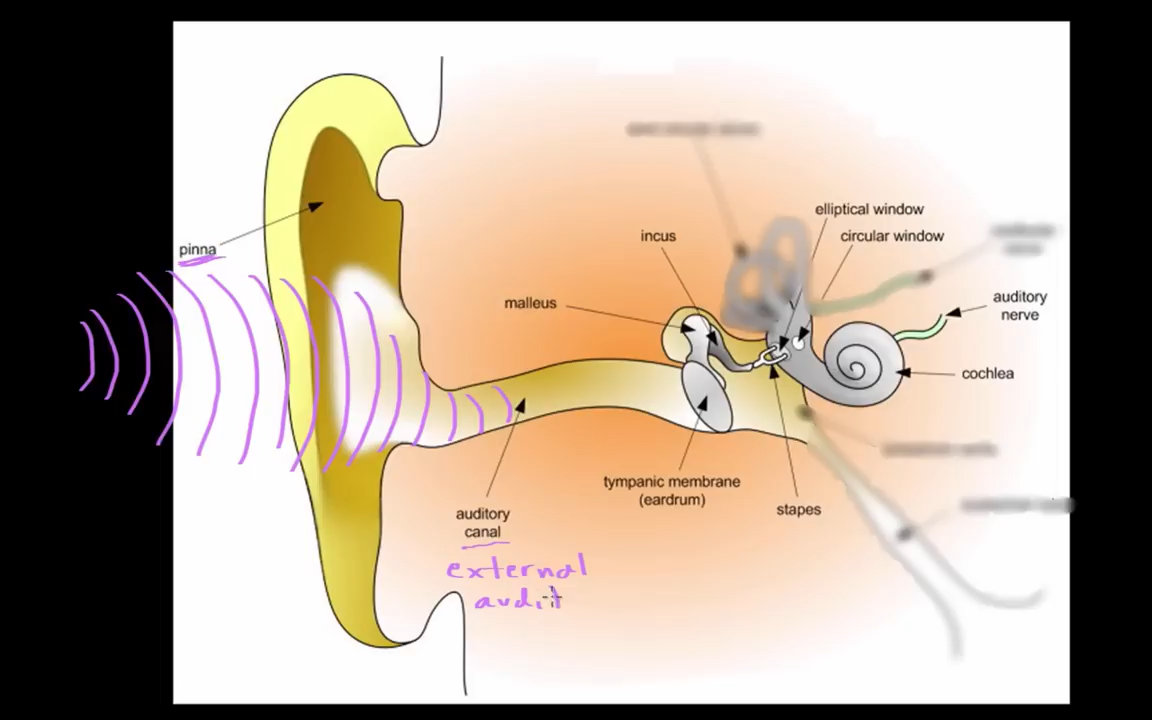 elliptical window
incus
circular window
pinna
malleus
auditory
nerve
cochlea
tympanic membrane
(eardrum)
stapes
auditory
canal
external
audit